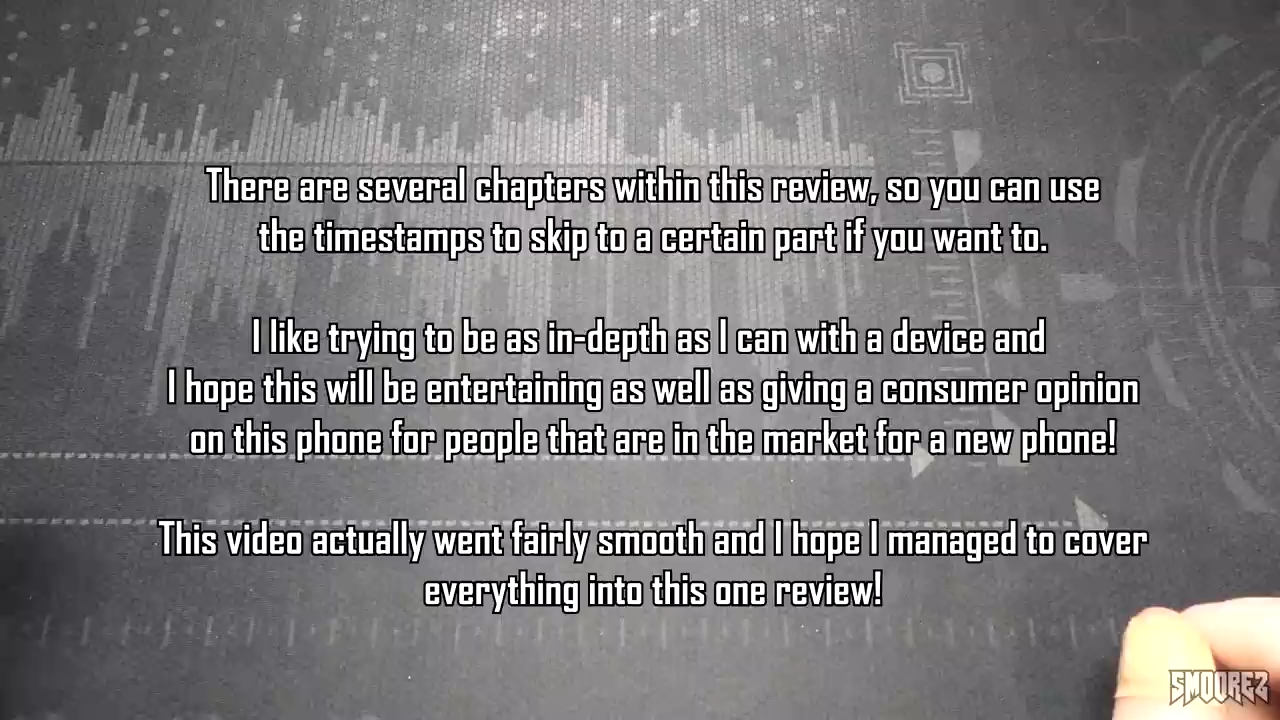 There are several chapters within this review, so you can use
the timestamps to skip to a certain part if you want to.
I like trying to be as in-depth as I can with a device and
I hope this will be entertaining as well as giving a consumer opinion
on this phone for people that are in the market for a new phone!
This video actually went fairly smooth and I hope I managed to cover
everything into this one review!
SMOOREZ